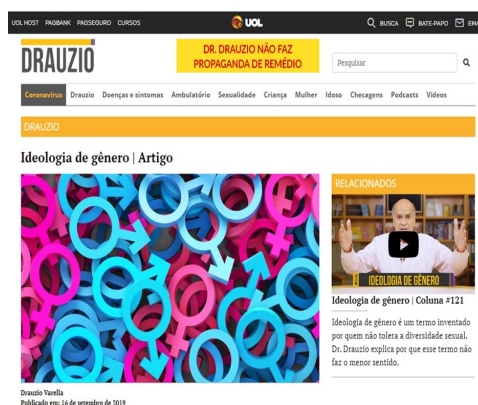 UOL HOST PAGBANK PAGSEGURO CURSOS UOL BUSCA BATE-PAPO EMA
DRAUZIO
DR. DRAUZIO NÃO FAZ
PROPAGANDA DE REMÉDIO
Pesquisar
Coronavírus Drauzio Doenças e sintomas Ambulatório Sexualidade Criança Mulher Idoso Checagens Podcasts Vídeos
DRAUZIO
Ideologia de gênero | Artigo
RELACIONADOS
IDEOLOGIA DE GÊNERO
Ideologia de gênero | Coluna #121
Ideologia de gênero é um termo inventado
por quem não tolera a diversidade sexual.
Dr. Drauzio explica por que esse termo não
faz o menor sentido.
Drauzio Varella
Publicado em: 16 de setembro de 2019